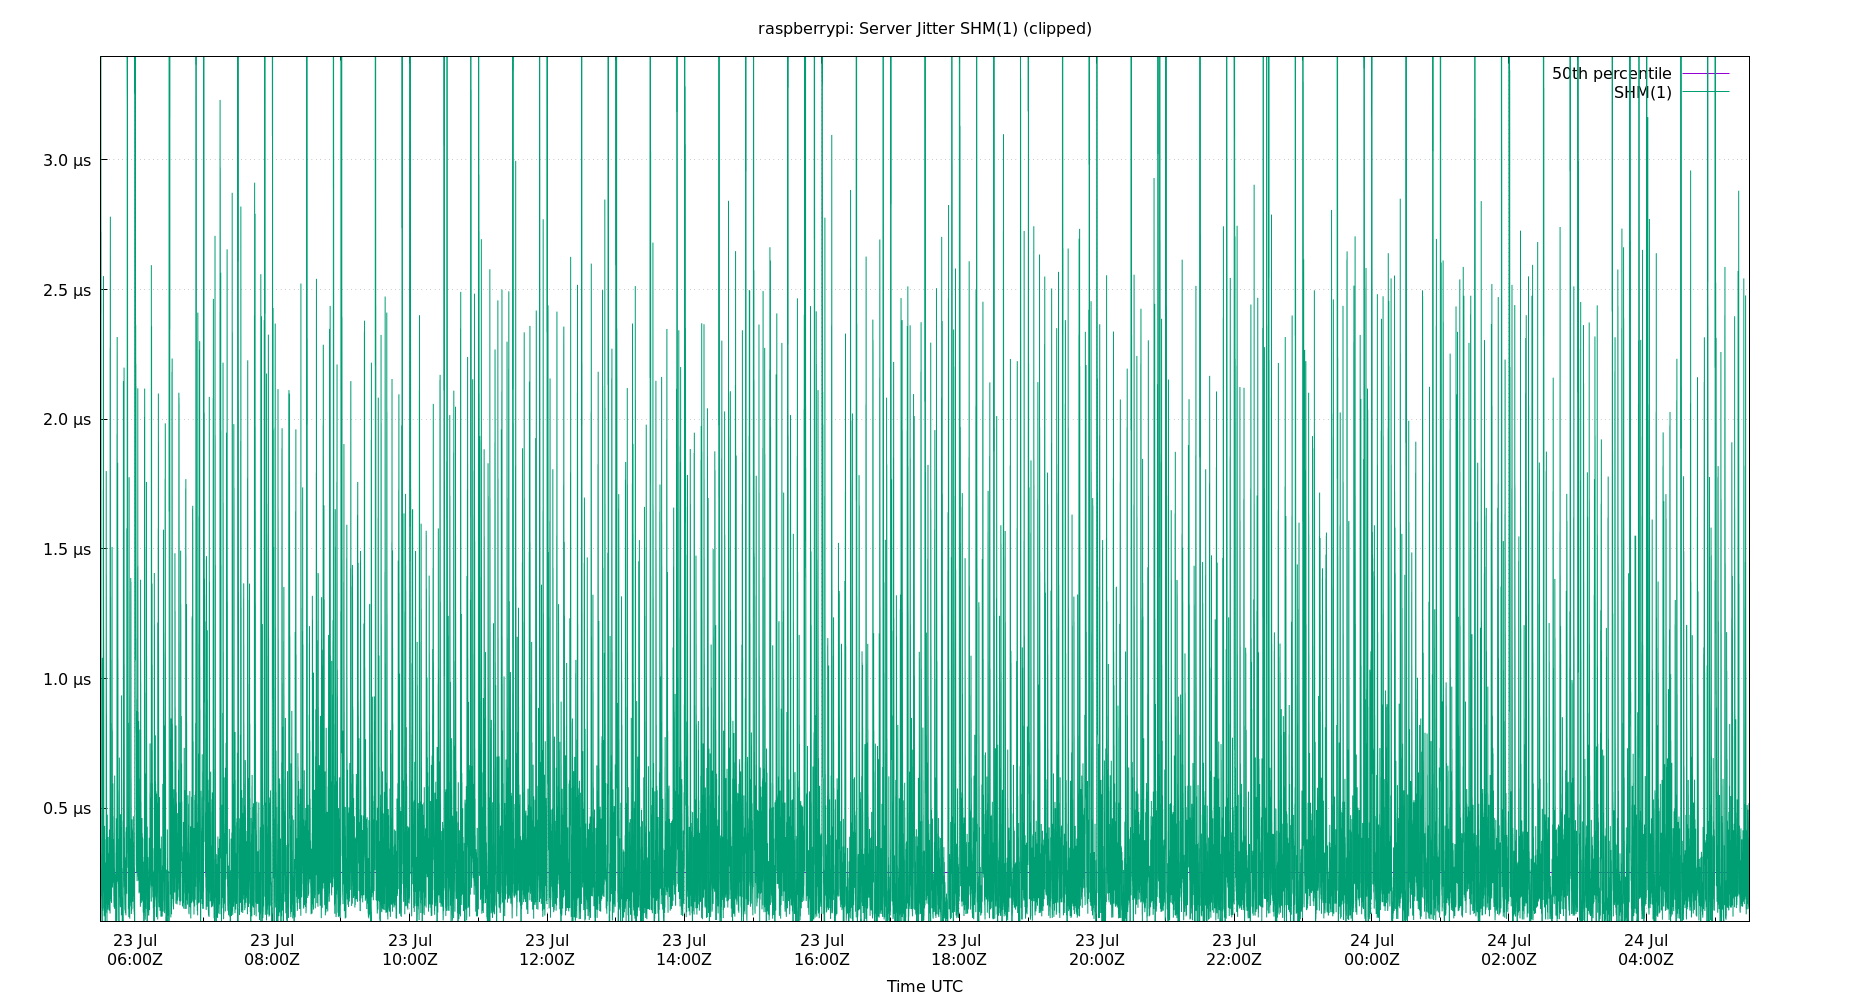 raspberrypi: Server Jitter SHM(1) (clipped)
50th percentile
SHM(1)
3.0 µs
2.5 µs
2.0 µs
1.5 µs
1.0 µs
0.5 µs
23 Jul 23 Jul 23 Jul 23 Jul 23 Jul 23 Jul 23 Jul 23 Jul 23 Jul 24 Jul 24 Jul 24 Jul
06:00Z 08:00Z 10:00Z 12:00Z 14:00Z 16:00Z 18:00Z 20:00Z 22:00Z 00:00Z 02:00Z 04:00Z
Time UTC